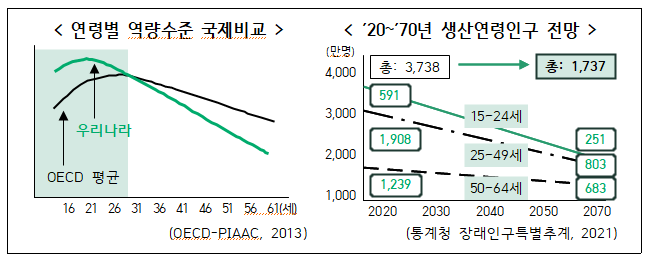 < 연령별 역량수준 국제비교 >
우리나라
OECD 평균
16 21 26 31 36 41 46 51 56 61(세)
(OECD-PIAAC, 2013)
< ’20~’70년 생산연령인구 전망 >
(만명)
총: 3,738
총: 1,737
4,000
3,000
2,000
1,000
591
15-24세
251
1,908
25-49세
803
1,239
50-64세
683
2020 2030 2040 2050 2070
(통계청 장래인구특별추계, 2021)